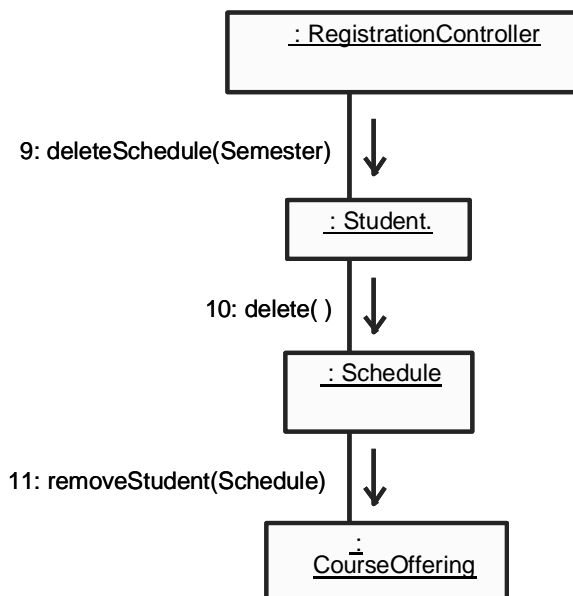 : RegistrationController
9: deleteSchedule(Semester)
: Student.
10: delete( )
: Schedule
11: removeStudent(Schedule)
:
CourseOffering